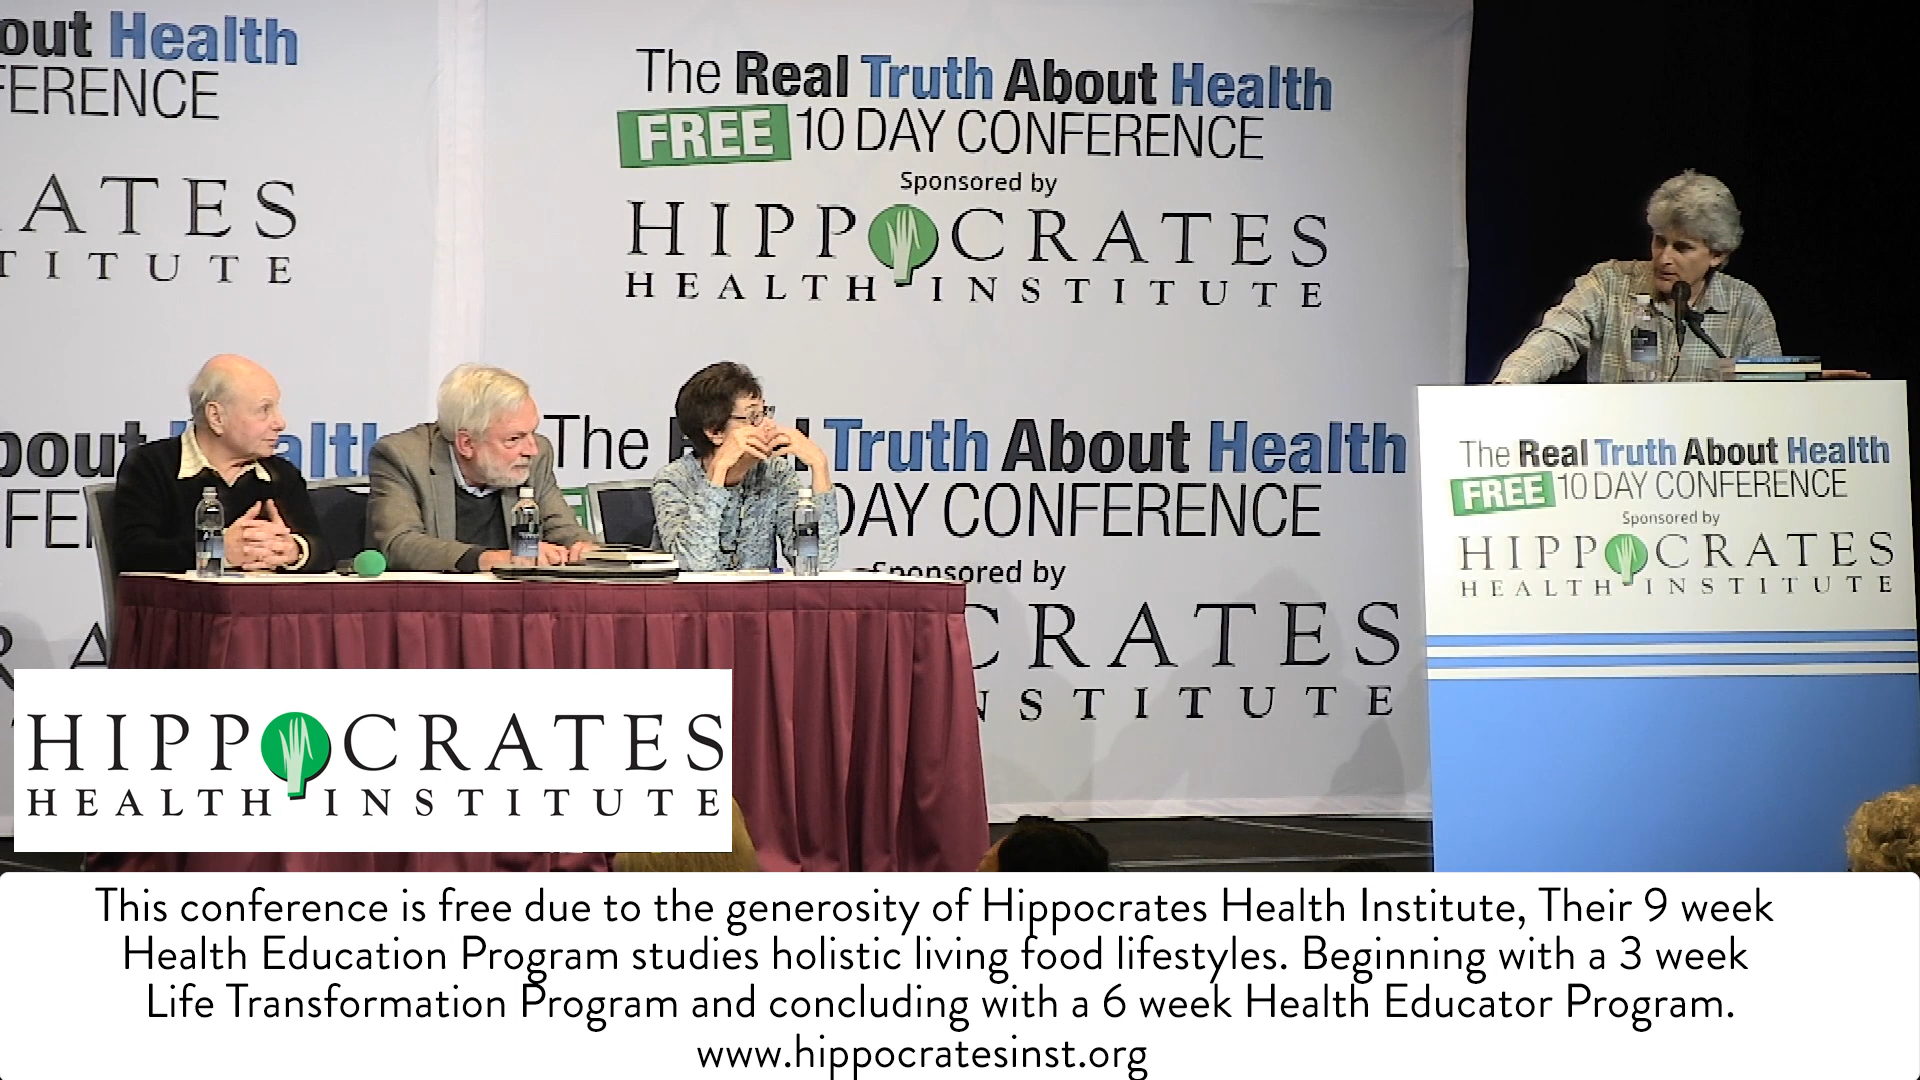 out Health
FERENCE
ATES
TITUTE
The Real Truth About Health
FREE 10 DAY CONFERENCE
Sponsored by
HIPPOCRATES
HEALTH INSTITUTE
bout Health
The Truth About Health
DAY CONFERENCE
Sponsored by
CRATES
INSTITUTE
The Real Truth About Health
FREE 10 DAY CONFERENCE
Sponsored by
HIPPOCRATES
HEALTH INSTITUTE
HIPPOCRATES
HEALTH INSTITUTE
This conference is free due to the generosity of Hippocrates Health Institute, Their 9 week
Health Education Program studies holistic living food lifestyles. Beginning with a 3 week
Life Transformation Program and concluding with a 6 week Health Educator Program.
www.hippocratesinst.org